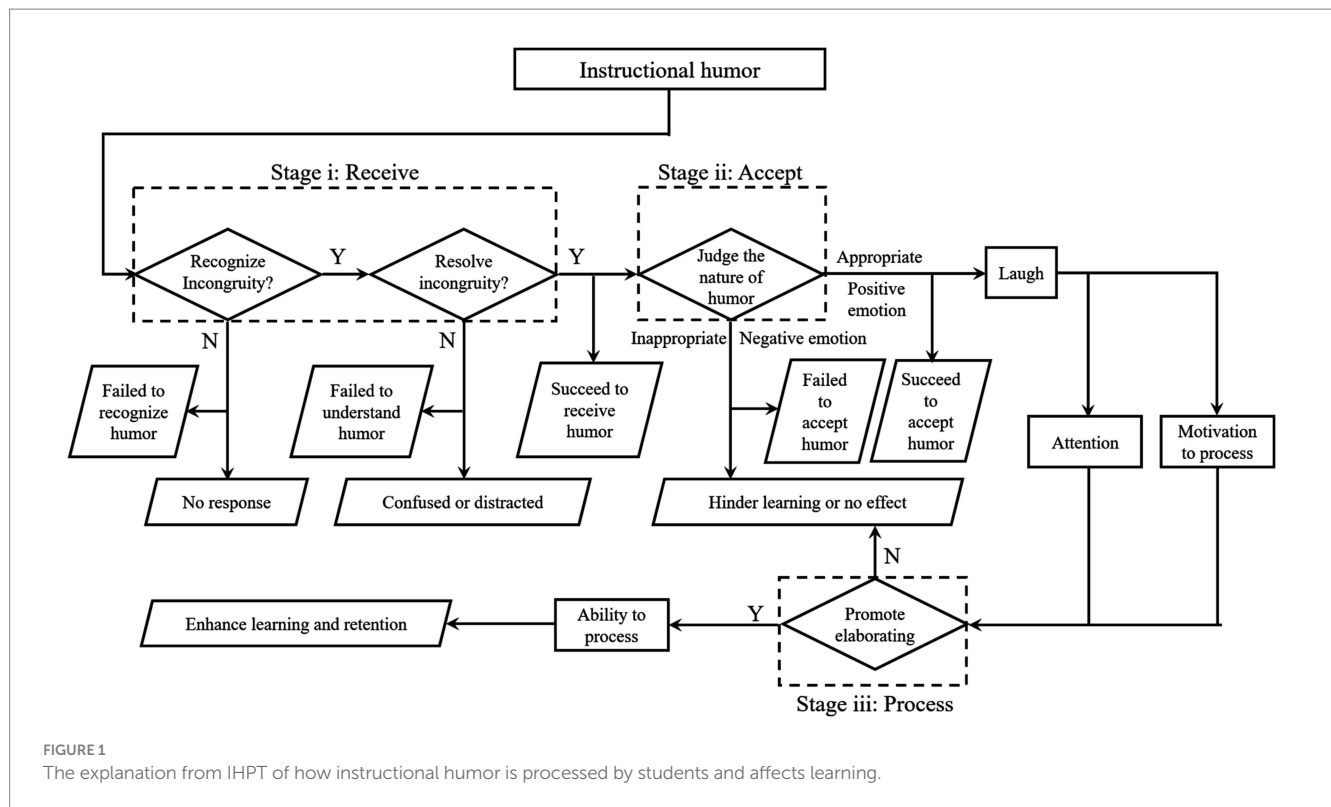 Instructional humor
Stage i: Receive
Stage ii: Accept
Recognize
Incongruity?
Y
Resolve
incongruity?
Y
Judge the
nature of
humor
Appropriate
Positive
emotion
Laugh
N
N
Inappropriate
Negative emotion
Failed to
recognize
humor
Failed to
understand
humor
Succeed to
receive
humor
Failed
to
accept
humor
Succeed
to
accept
humor
Attention
Motivation
to process
No response
Confused or distracted
Hinder learning or no effect
N
Enhance learning and retention
Ability to
process
Y
Promote
elaborating
Stage iii: Process
FIGURE 1
The explanation from IHPT of how instructional humor is processed by students and affects learning.